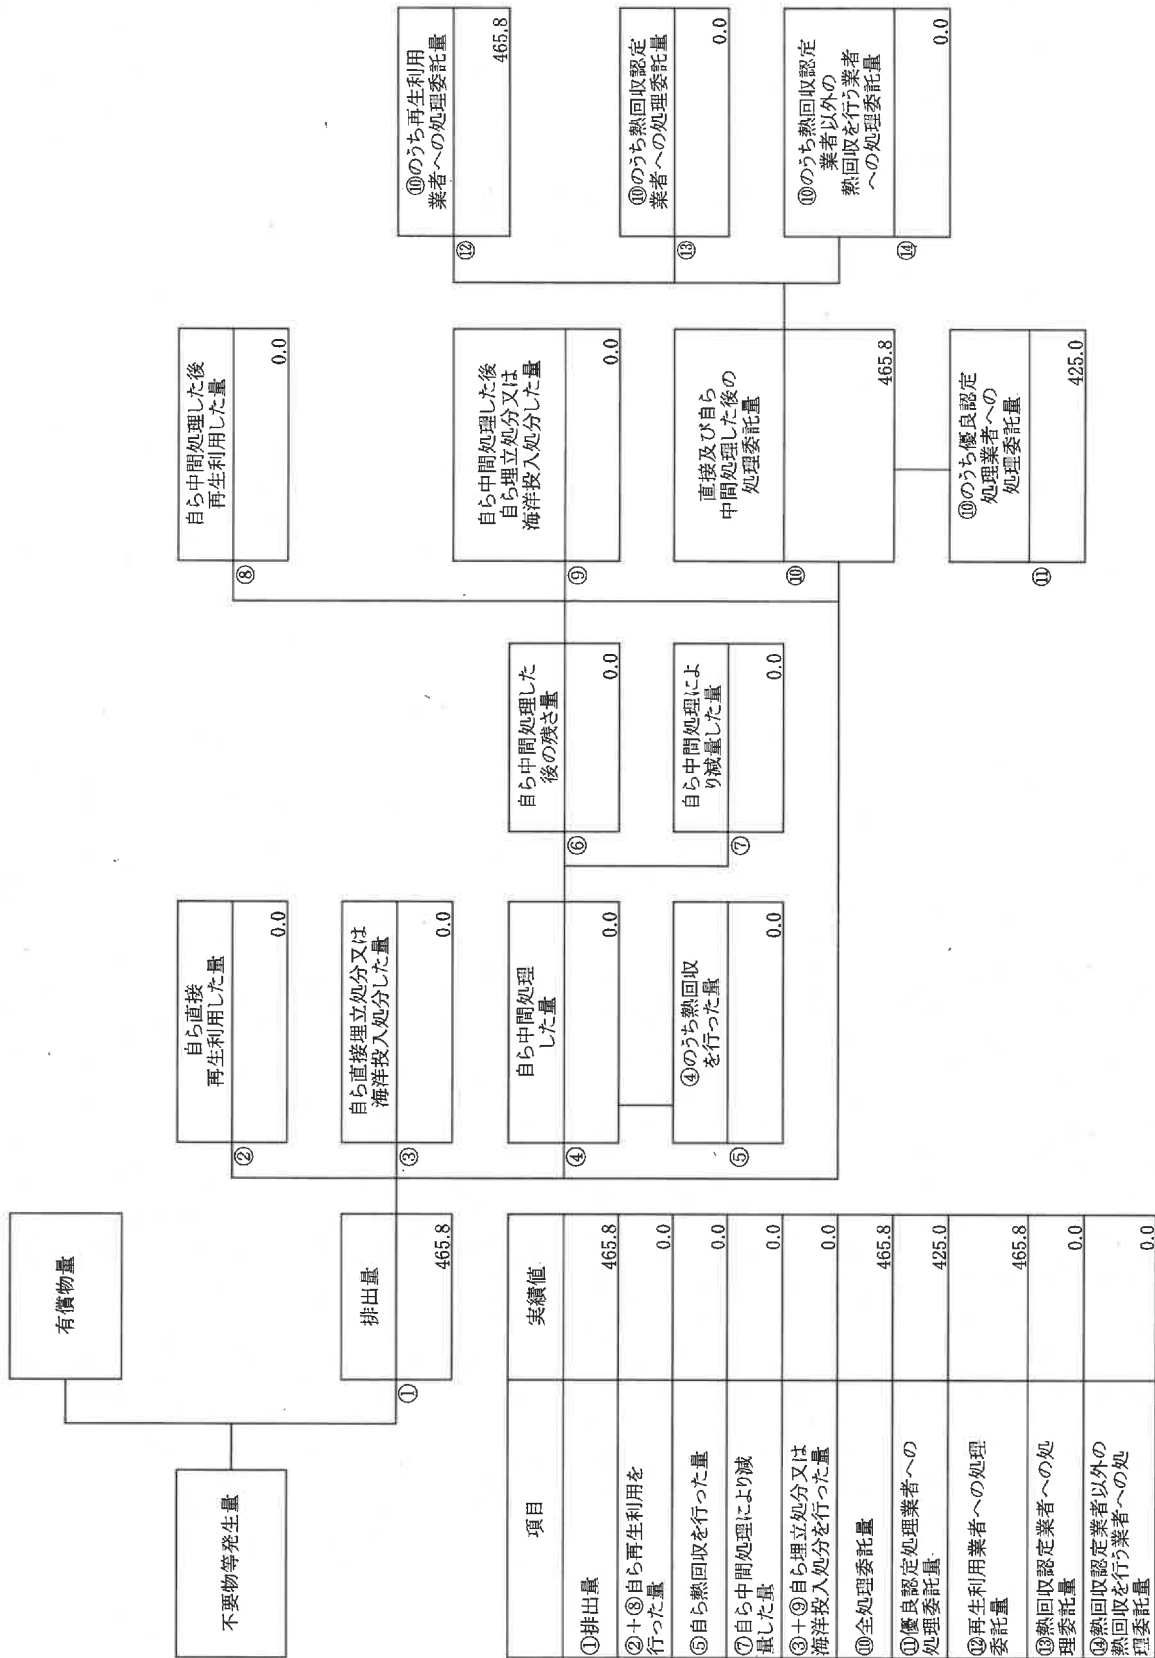 不要物等発生量
有償物量
①
排出量
465.8
②
自ら直接
再生利用した量
0.0
③
自ら直接埋立処分又は
海洋投入処分した量
0.0
④
自ら中間処理
した量
0.0
⑤
④のうち熱回収
を行った量
0.0
⑥
自ら中間処理した
後の残さ量
0.0
⑦
自ら中間処理によ
り減量した量
0.0
⑧
自ら中間処理した後
再生利用した量
0.0
⑨
自ら中間処理した後
自ら埋立処分又は
海洋投入処分した量
0.0
⑩
直接及び自ら
中間処理した後の
処理委託量
465.8
⑪
⑩のうち優良認定
処理業者への
処理委託量
425.0
⑫
⑩のうち再生利用
業者への処理委託量
465.8
⑬
⑩のうち熱回収認定
業者への処理委託量
0.0
⑭
⑩のうち熱回収認定
業者以外の
熱回収を行う業者
への処理委託量
0.0
項目 実績値
①排出量 465.8
②+⑧自ら再生利用を
行った量 0.0
⑤自ら熱回収を行った量 0.0
⑦自ら中間処理により減
量した量 0.0
③+⑨自ら埋立処分又は
海洋投入処分を行った量 0.0
⑩全処理委託量 465.8
⑪優良認定処理業者への
処理委託量 425.0
⑫再生利用業者への処理
委託量 465.8
⑬熱回収認定業者への処
理委託量 0.0
⑭熱回収認定業者以外の
熱回収を行う業者への処
理委託量 0.0